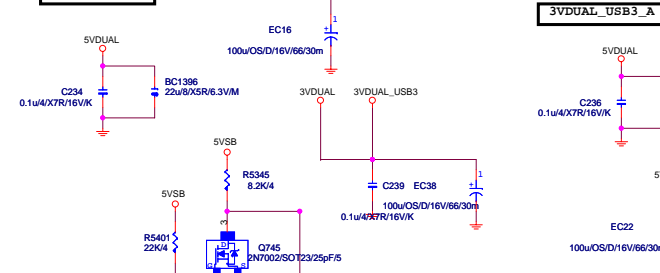 3VDUAL_USB3_A
1
EC16
100u/OS/D/16V/66/30m
5VDUAL
5VDUAL
BC1396
22u/8/X5R/6.3V/M
C234
0.1u/4/X7R/16V/K
3VDUAL
3VDUAL_USB3
C236
0.1u/4/X7R/16V/K
5VSB
R5345
8.2K/4
1
C239
EC38
100u/OS/D/16V/66/30m
0.1u/4/X7R/16V/K
5VSB
3
EC22
R5401
22K/4
D
Q745
2N7002/SOT23/25pF/5
G
S
100u/OS/D/16V/66/30m